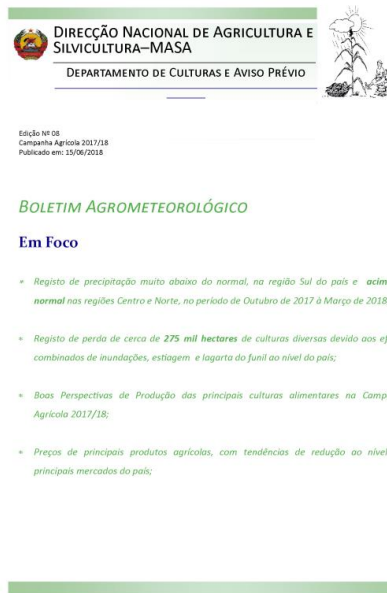 DIRECÇÃO NACIONAL DE AGRICULTURA E
SILVICULTURA–MASA
DEPARTAMENTO DE CULTURAS E AVISO PRÉVIO
Edição Nº 08
Campanha Agrícola 2017/18
Publicado em: 15/06/2018
BOLETIM AGROMETEOROLÓGICO
Em Foco
Registo de precipitação muito abaixo do normal, na região Sul do país e acim
normal nas regiões Centro e Norte, no período de Outubro de 2017 à Março de 2018
Registo de perda de cerca de 275 mil hectares de culturas diversas devido aos ef
combinados de inundações, estiagem e lagarta do funil ao nível do país;
Boas Perspectivas de Produção das principais culturas alimentares na Camp
Agrícola 2017/18;
Preços de principais produtos agrícolas, com tendências de redução ao nível
principais mercados do país;